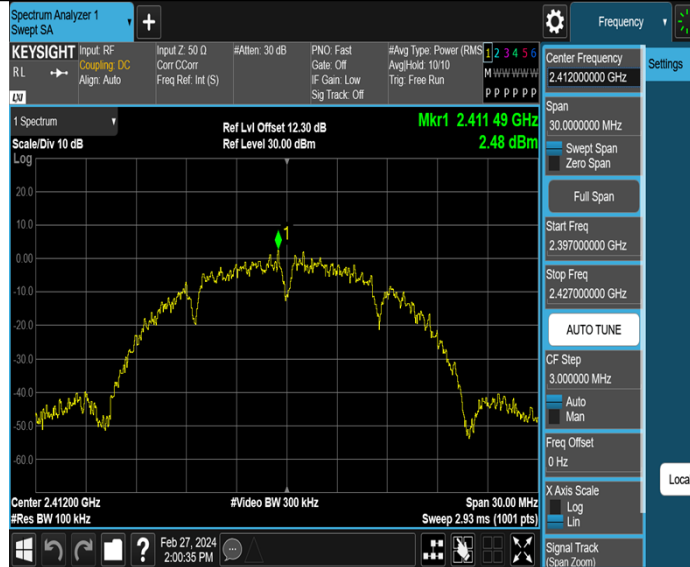 Spectrum Analyzer 1
Swept SA
+
Frequency
KEYSIGHT
RL
LXI
Input: RF
Coupling: DC
Align: Auto
Input Z: 50 Ω
Corr CCorr
Freq Ref: Int (S)
#Atten: 30 dB
PNO: Fast
Gate: Off
IF Gain: Low
Sig Track: Off
#Avg Type: Power (RMS
Avg|Hold: 10/10
Trig: Free Run
1 2 3 4 5 6
M W W W W W
P P P P P P
1 Spectrum
Scale/Div 10 dB
Log
Ref Lvl Offset 12.30 dB
Ref Level 30.00 dBm
Mkr1 2.411 49 GHz
2.48 dBm
20.0
10.0
0.00
-10.0
-20.0
-30.0
-40.0
-50.0
-60.0
1
Center 2.41200 GHz
#Res BW 100 kHz
#Video BW 300 kHz
Span 30.00 MHz
Sweep 2.93 ms (1001 pts)
?
Feb 27, 2024
2:00:35 PM
Center Frequency
2.412000000 GHz
Span
30.0000000 MHz
Swept Span
Zero Span
Full Span
Start Freq
2.397000000 GHz
Stop Freq
2.427000000 GHz
AUTO TUNE
CF Step
3.000000 MHz
Auto
Man
Freq Offset
0 Hz
X Axis Scale
Log
Lin
Signal Track
(Span Zoom)
Settings
Loca